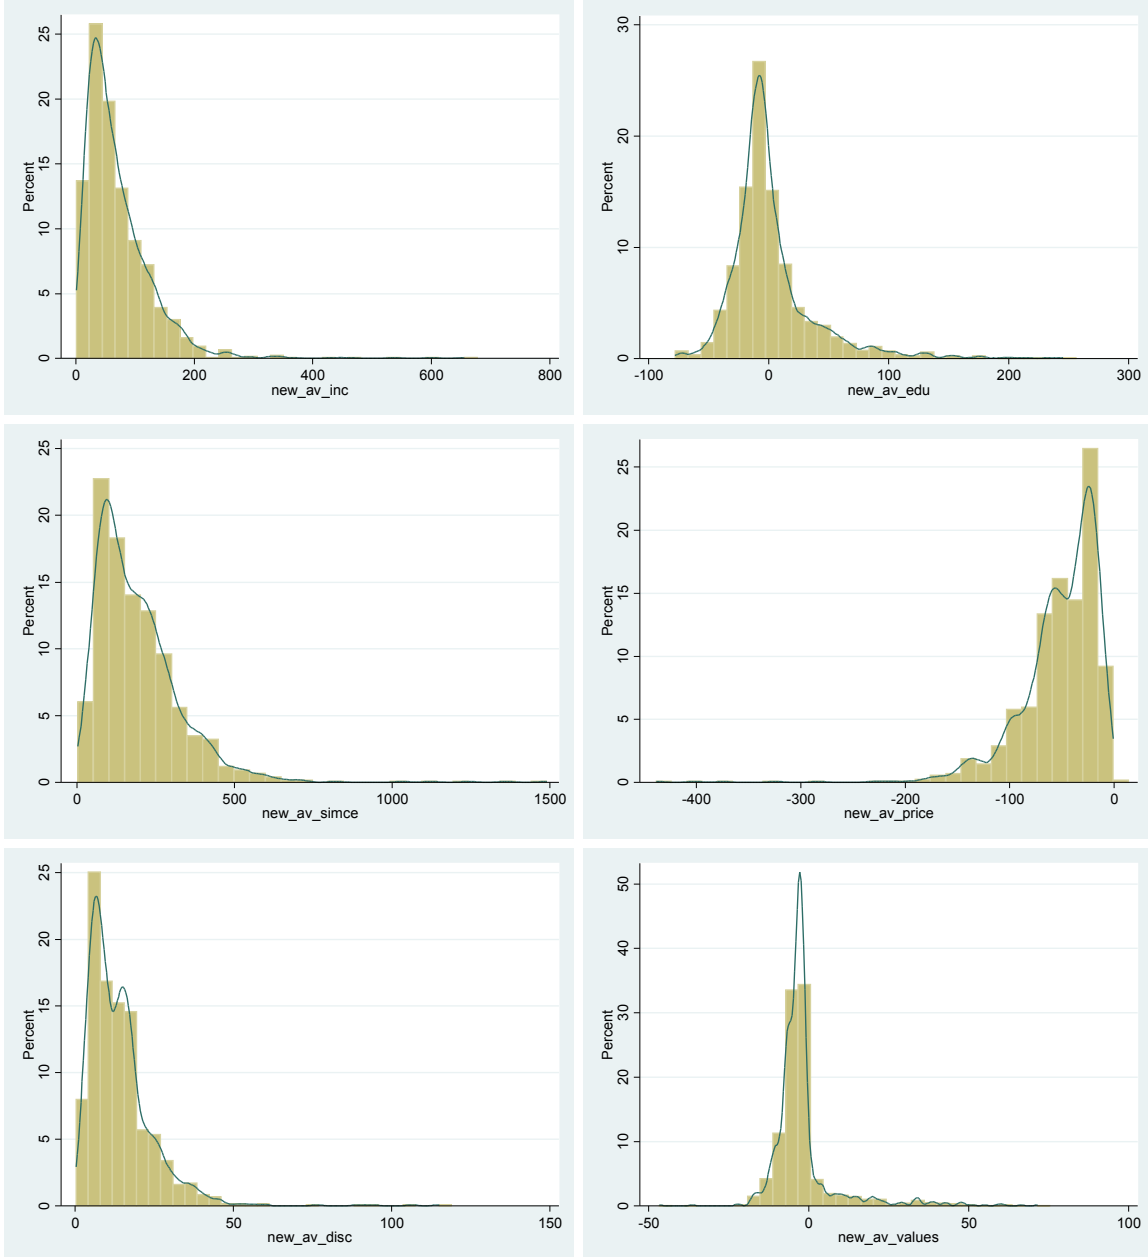 Percent
0 5 10 15 20 25
0 200 400 600 800
new_av_inc
Percent
0 10 20 30
-100 0 100 200 300
new_av_edu
Percent
0 5 10 15 20 25
0 500 1000 1500
new_av_simce
Percent
0 5 10 15 20 25
-400 -300 -200 -100 0
new_av_price
Percent
0 5 10 15 20 25
0 50 100 150
new_av_disc
Percent
0 10 20 30 40 50
-50 0 50 100
new_av_values